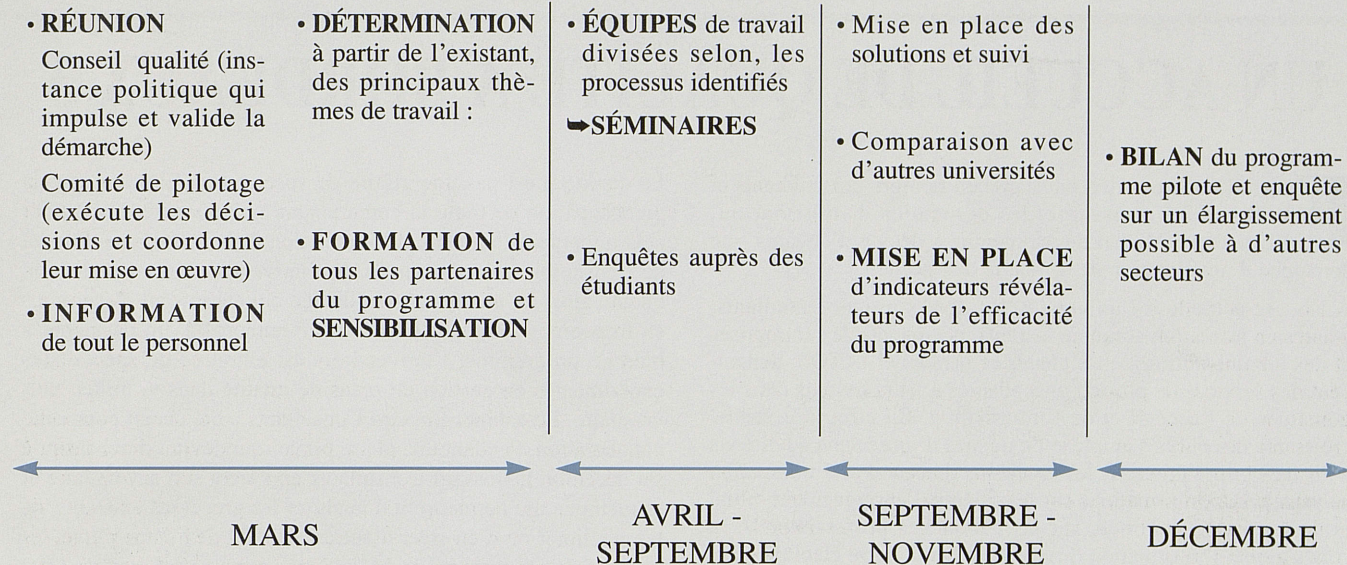 • RÉUNION
Conseil qualité (ins-
tance politique qui
impulse et valide la
démarche)
Comité de pilotage
(exécute les déci-
sions et coordonne
leur mise en œuvre)
• INFORMATION
de tout le personnel
• DÉTERMINATION
à partir de l'existant,
des principaux thè-
mes de travail :
• FORMATION de
tous les partenaires
du programme et
SENSIBILISATION
MARS
• ÉQUIPES de travail
divisées selon, les
processus identifiés
➥SÉMINAIRES
• Enquêtes auprès des
étudiants
AVRIL -
SEPTEMBRE
• Mise en place des
solutions et suivi
• Comparaison avec
d'autres universités
• MISE EN PLACE
d'indicateurs révéla-
teurs de l'efficacité
du programme
SEPTEMBRE -
NOVEMBRE
• BILAN du program-
me pilote et enquête
sur un élargissement
possible à d'autres
secteurs
DÉCEMBRE